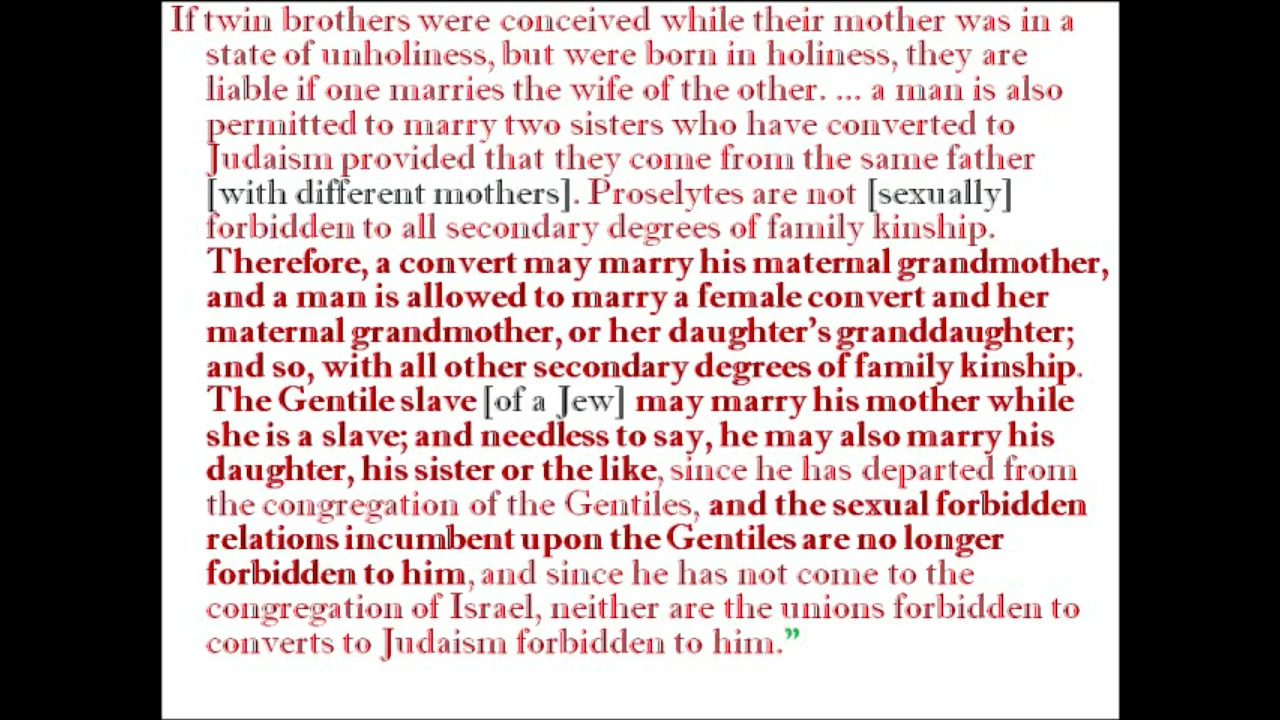 If twin brothers were conceived while their mother was in a
state of unholiness, but were born in holiness, they are
liable if one marries the wife of the other. ... a man is also
permitted to marry two sisters who have converted to
Judaism provided that they come from the same father
[with different mothers]. Proselytes are not [sexually]
forbidden to all secondary degrees of family kinship.
Therefore, a convert may marry his maternal grandmother,
and a man is allowed to marry a female convert and her
maternal grandmother, or her daughter’s granddaughter;
and so, with all other secondary degrees of family kinship.
The Gentile slave [of a Jew] may marry his mother while
she is a slave; and needless to say, he may also marry his
daughter, his sister or the like, since he has departed from
the congregation of the Gentiles, and the sexual forbidden
relations incumbent upon the Gentiles are no longer
forbidden to him, and since he has not come to the
congregation of Israel, neither are the unions forbidden to
converts to Judaism forbidden to him.”